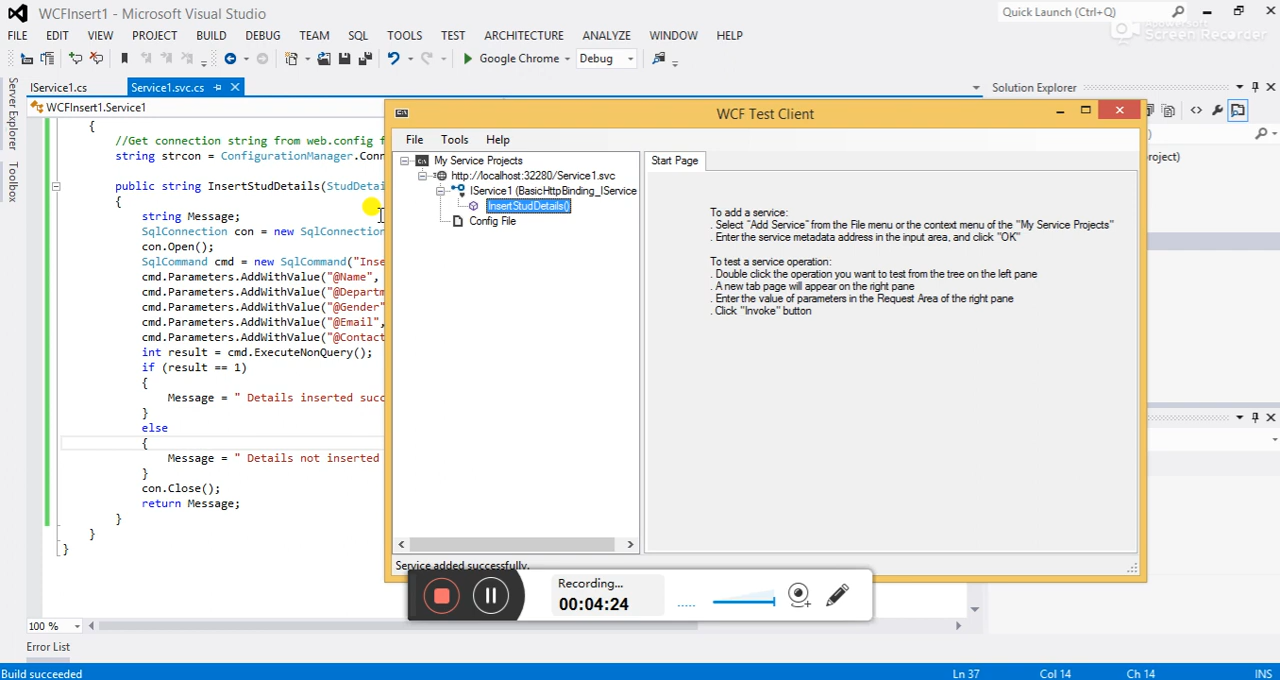 WCFInsert1 - Microsoft Visual Studio
Quick Launch (Ctrl+Q)
Screen Recorder
FILE EDIT VIEW PROJECT BUILD DEBUG TEAM SQL TOOLS TEST ARCHITECTURE ANALYZE WINDOW HELP
Google Chrome Debug
IService1.cs Service1.svc.cs
Solution Explorer
Server Explorer
Toolbox
WCFInsert1.Service1
{
//Get connection string from web.config f
string strcon = ConfigurationManager.Conn
public string InsertStudDetails(StudDetai
{
string Message;
SqlConnection con = new SqlConnection
con.Open();
SqlCommand cmd = new SqlCommand("Inse
cmd.Parameters.AddWithValue("@Name",
cmd.Parameters.AddWithValue("@Departm
cmd.Parameters.AddWithValue("@Gender"
cmd.Parameters.AddWithValue("@Email",
cmd.Parameters.AddWithValue("@Contact
int result = cmd.ExecuteNonQuery();
if (result == 1)
{
Message = " Details inserted succ
}
else
{
Message = " Details not inserted
}
con.Close();
return Message;
}
}
}
WCF Test Client
File Tools Help
My Service Projects
http://localhost:32280/Service1.svc
IService1 (BasicHttpBinding_IService
InsertStudDetails()
Config File
Start Page
To add a service:
. Select "Add Service" from the File menu or the context menu of the "My Service Projects"
. Enter the service metadata address in the input area, and click "OK"
To test a service operation:
. Double click the operation you want to test from the tree on the left pane
. A new tab page will appear on the right pane
. Enter the value of parameters in the Request Area of the right pane
. Click "Invoke" button
Service added successfully.
roject)
Recording...
00:04:24
100 %
Error List
Build succeeded
Ln 37 Col 14 Ch 14 INS